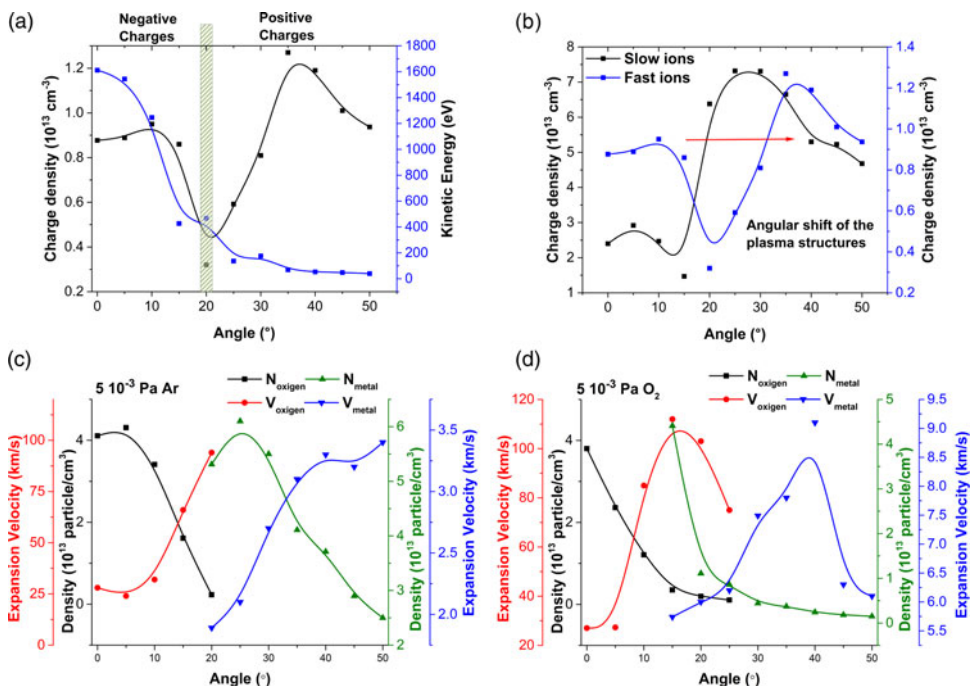 (a)
Negative
Charges
Positive
Charges
Charge density (10¹³ cm⁻³)
1.2
1.0
0.8
0.6
0.4
0.2
0 10 20 30 40 50
Angle (°)
1800
1600
1400
1200
1000
800
600
400
200
0
Kinetic Energy (eV)
(b)
Slow ions
Fast ions
Angular shift of the
plasma structures
Charge density (10¹³ cm⁻³)
8
7
6
5
4
3
2
1
0 10 20 30 40 50
Angle (°)
1.4
1.2
1.0
0.8
0.6
0.4
0.2
Charge density (10¹³ cm⁻³)
(c)
5 10⁻³ Pa Ar
N oxigen
N metal
V oxigen
V metal
Expansion Velocity (km/s)
100
75
50
25
0
Density (10¹³ particle/cm³)
4
2
0
0 10 20 30 40 50
Angle (°)
Density (10¹³ particle/cm³)
6
5
4
3
2
Expansion Velocity (km/s)
3.5
3.0
2.5
2.0
(d)
5 10⁻³ Pa O₂
N oxigen
N metal
V oxigen
V metal
Expansion Velocity (km/s)
120
100
80
60
40
20
Density (10¹³ particle/cm³)
4
2
0
0 10 20 30 40 50
Angle (°)
Density (10¹³ particle/cm³)
5
4
3
2
1
0
Expansion Velocity (km/s)
9.5
9.0
8.5
8.0
7.5
7.0
6.5
6.0
5.5